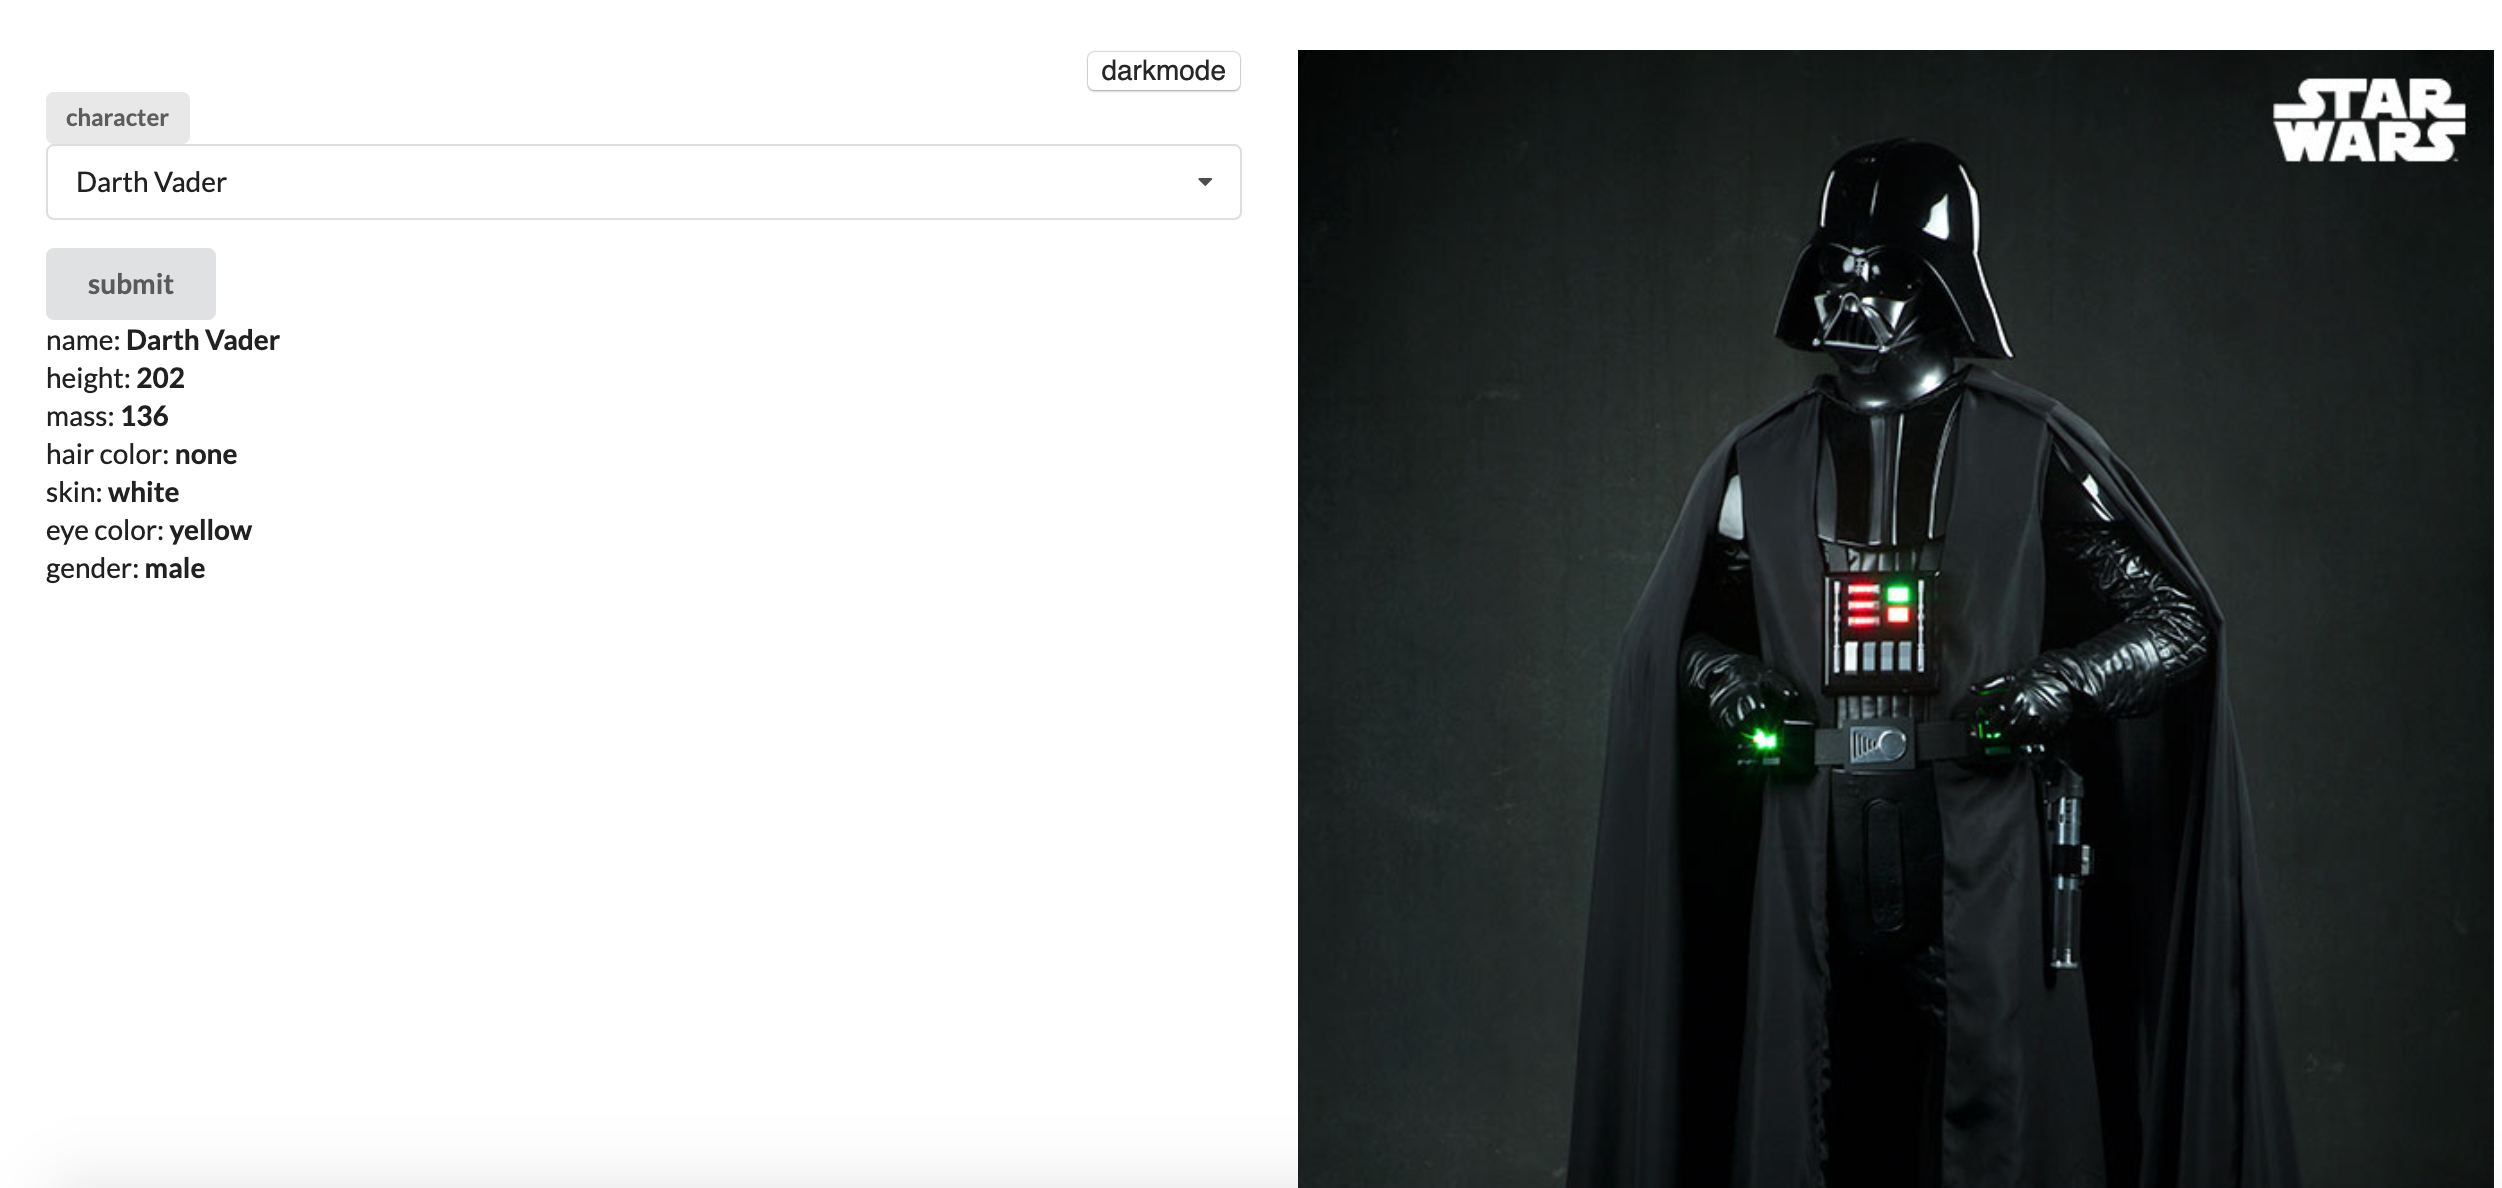 darkmode
character
Darth Vader
submit
name: Darth Vader
height: 202
mass: 136
hair color: none
skin: white
eye color: yellow
gender: male
STAR
WARS